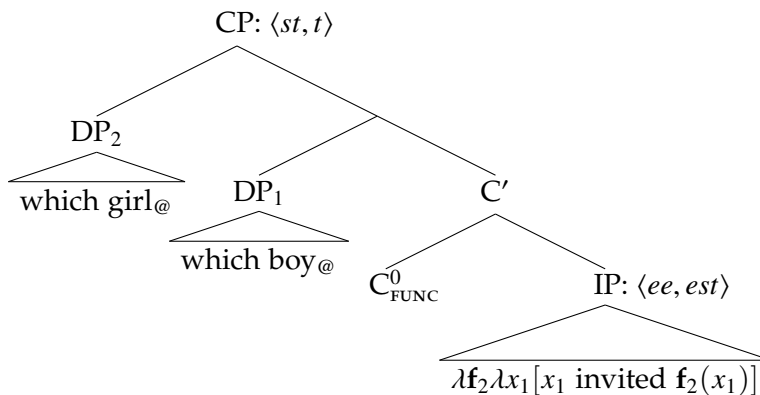 CP: ⟨st, t⟩
DP₂
which girl@
DP₁
C′
which boy@
C⁰FUNC
IP: ⟨ee, est⟩
λf₂λx₁[x₁ invited f₂(x₁)]